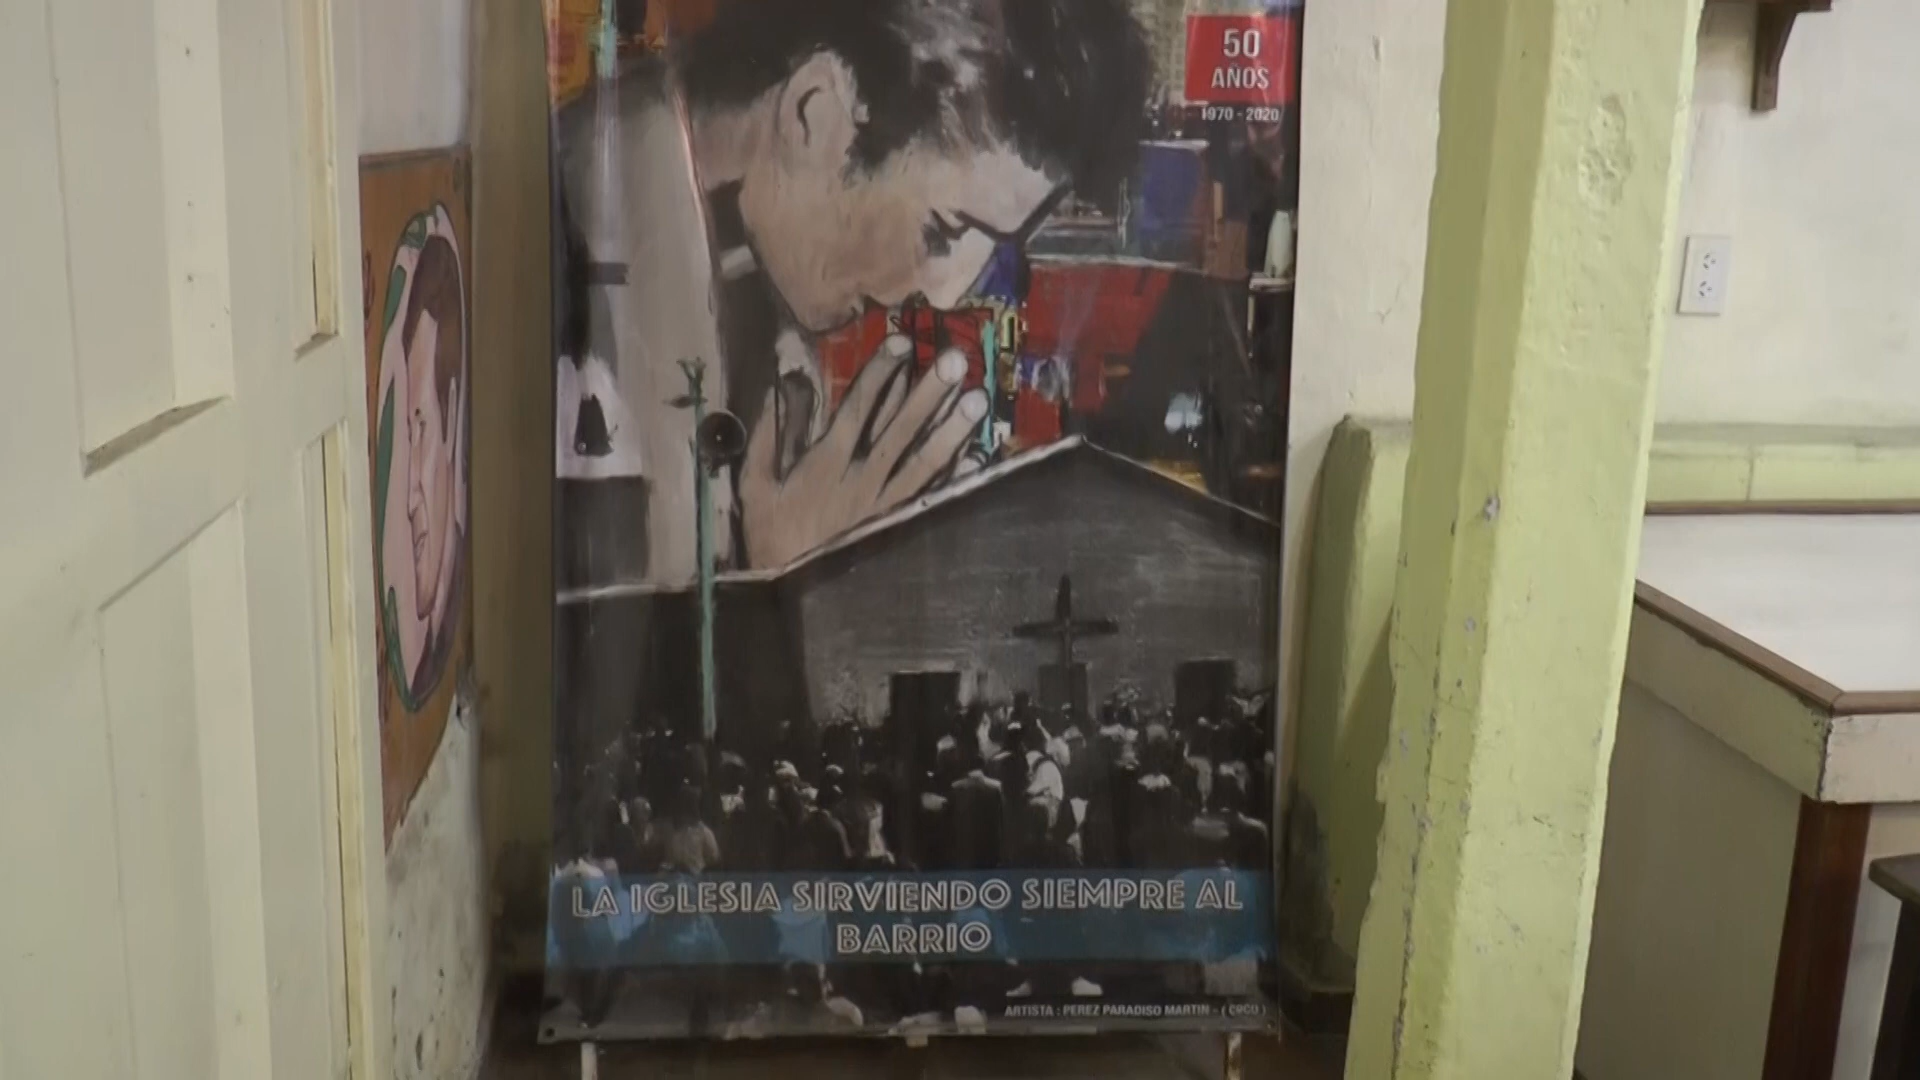 50
AÑOS
1970 - 2020
LA IGLESIA SIRVIENDO SIEMPRE AL
BARRIO
ARTISTA : PEREZ PARADISO MARTIN - (